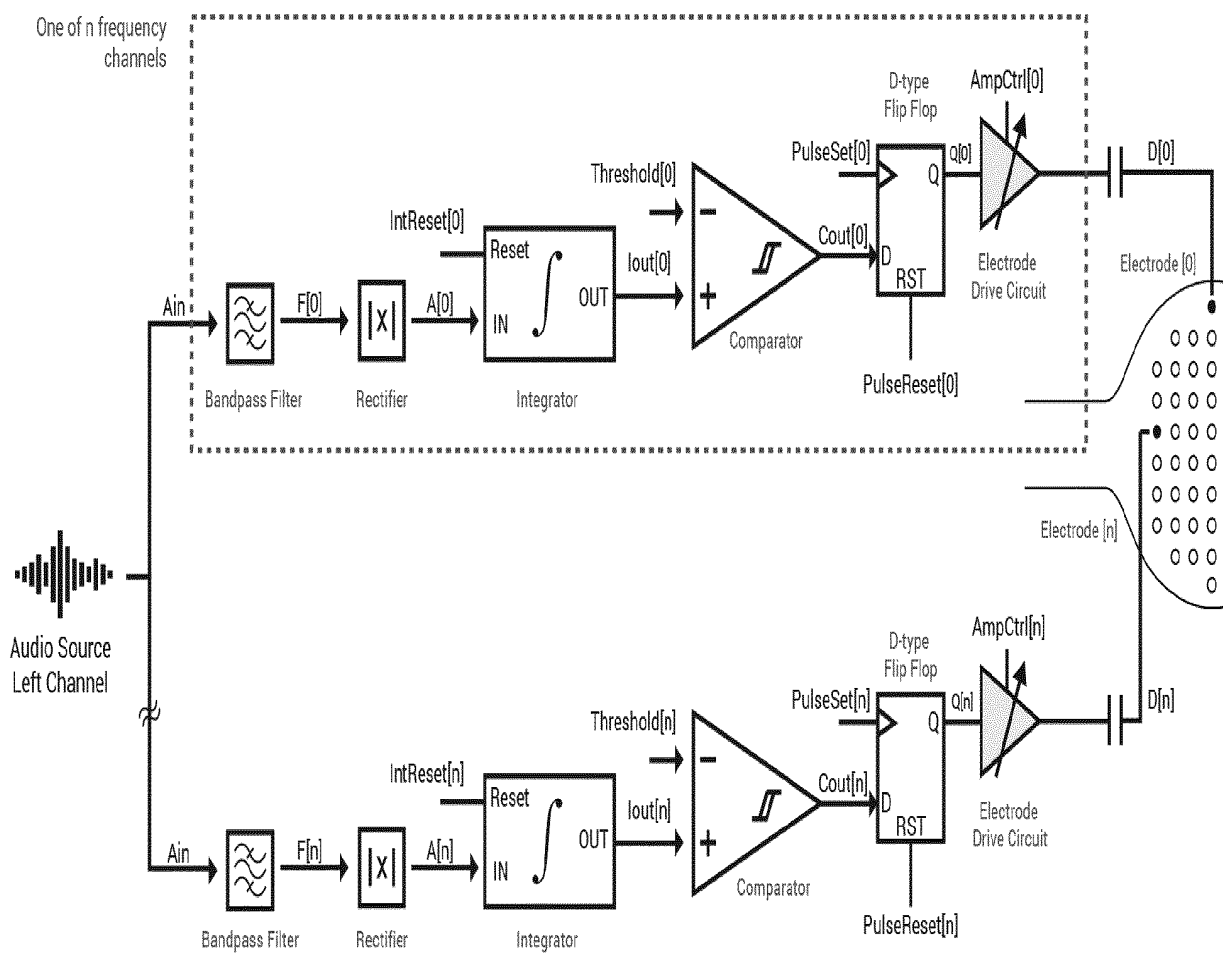 One of n frequency
channels
D-type
Flip Flop
AmpCtrl[0]
PulseSet[0]
Q
Q[0]
D[0]
Threshold[0]
IntReset[0]
Reset
Iout[0]
Cout[0]
D
RST
Electrode
Drive Circuit
Electrode [0]
Ain
F[0]
|X|
A[0]
IN
OUT
Comparator
PulseReset[0]
Bandpass Filter
Rectifier
Integrator
Electrode [n]
Audio Source
Left Channel
D-type
Flip Flop
AmpCtrl[n]
PulseSet[n]
Q
Q[n]
D[n]
Threshold[n]
IntReset[n]
Reset
Iout[n]
Cout[n]
D
RST
Electrode
Drive Circuit
Ain
F[n]
|X|
A[n]
IN
OUT
Comparator
PulseReset[n]
Bandpass Filter
Rectifier
Integrator